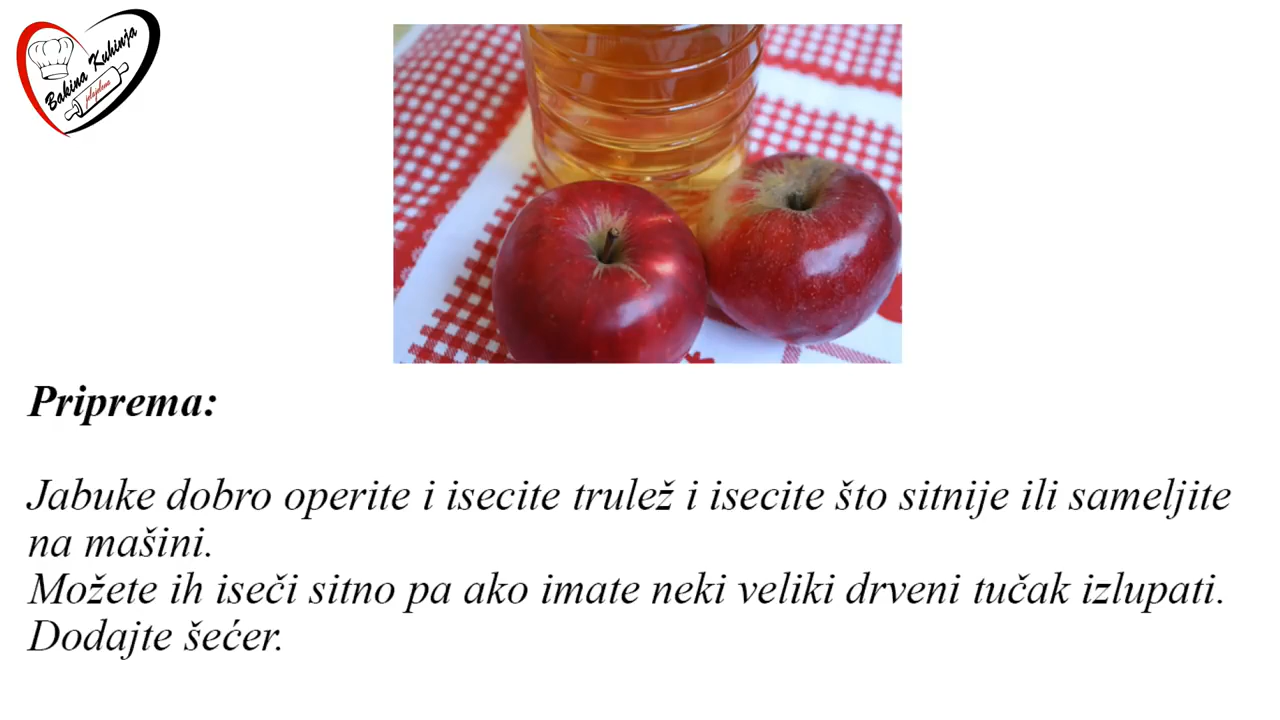 Bakina Kuhinja
Priprema:
Jabuke dobro operite i isecite trulež i isecite što sitnije ili sameljite
na mašini.
Možete ih iseči sitno pa ako imate neki veliki drveni tučak izlupati.
Dodajte šećer.